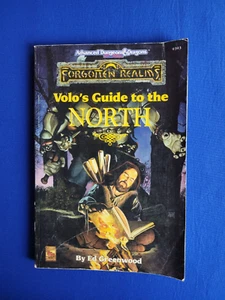 Advanced Dungeons & Dragons
FORGOTTEN REALMS
Volo's Guide to the
NORTH
By Ed Greenwood